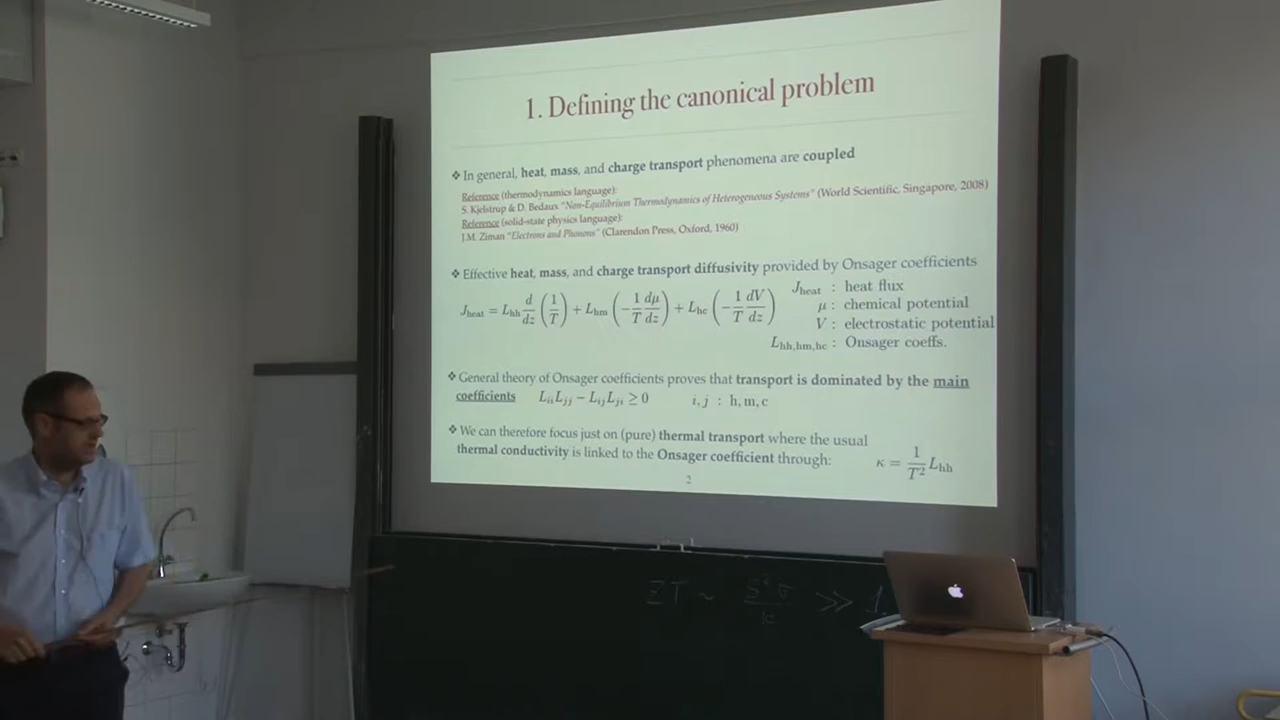 1. Defining the canonical problem
❖ In general, heat, mass, and charge transport phenomena are coupled
Reference (thermodynamics language):
S. Kjelstrup & D. Bedaux "Non-Equilibrium Thermodynamics of Heterogeneous Systems" (World Scientific, Singapore, 2008)
Reference (solid-state physics language):
J.M. Ziman "Electrons and Phonons" (Clarendon Press, Oxford, 1960)
❖ Effective heat, mass, and charge transport diffusivity provided by Onsager coefficients
J_heat = L_hh d/dz (1/T) + L_hm (−1/T dμ/dz) + L_hc (−1/T dV/dz)
J_heat : heat flux
μ : chemical potential
V : electrostatic potential
L_hh,hm,hc : Onsager coeffs.
❖ General theory of Onsager coefficients proves that transport is dominated by the main
coefficients L_ii L_jj − L_ij L_ji ≥ 0 i, j : h, m, c
❖ We can therefore focus just on (pure) thermal transport where the usual
thermal conductivity is linked to the Onsager coefficient through: κ = 1/T² L_hh
2
ZT ~ S²σ/κ >> 1